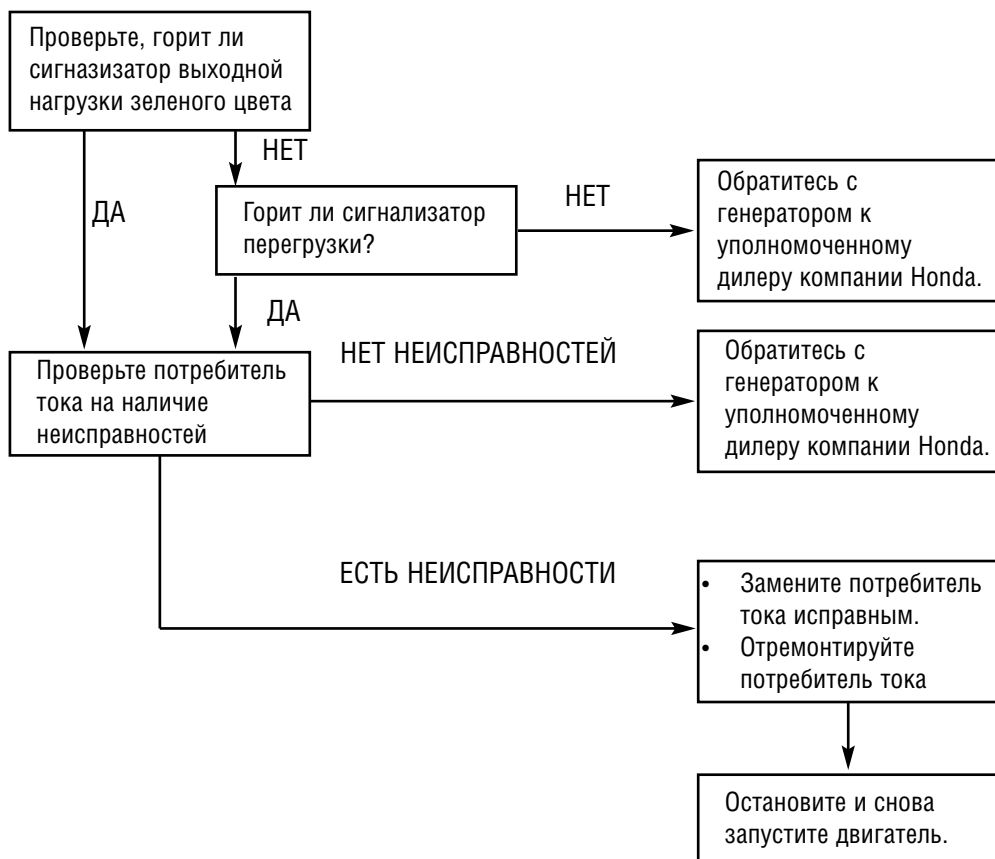 Проверьте, горит ли
сигназизатор выходной
нагрузки зеленого цвета
НЕТ
ДА
Горит ли сигнализатор
перегрузки?
НЕТ
Обратитесь с
генератором к
уполномоченному
дилеру компании Honda.
ДА
Проверьте потребитель
тока на наличие
неисправностей
НЕТ НЕИСПРАВНОСТЕЙ
Обратитесь с
генератором к
уполномоченному
дилеру компании Honda.
ЕСТЬ НЕИСПРАВНОСТИ
• Замените потребитель
тока исправным.
• Отремонтируйте
потребитель тока
Остановите и снова
запустите двигатель.